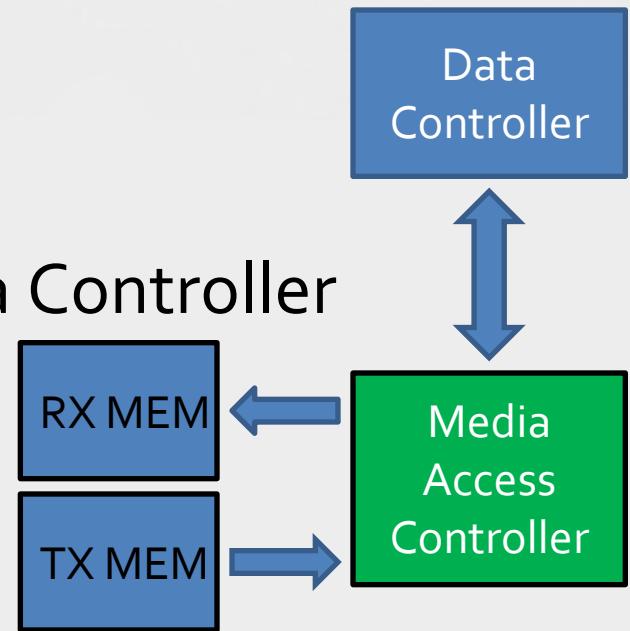 Data
Controller
a Controller
RX MEM
TX MEM
Media
Access
Controller